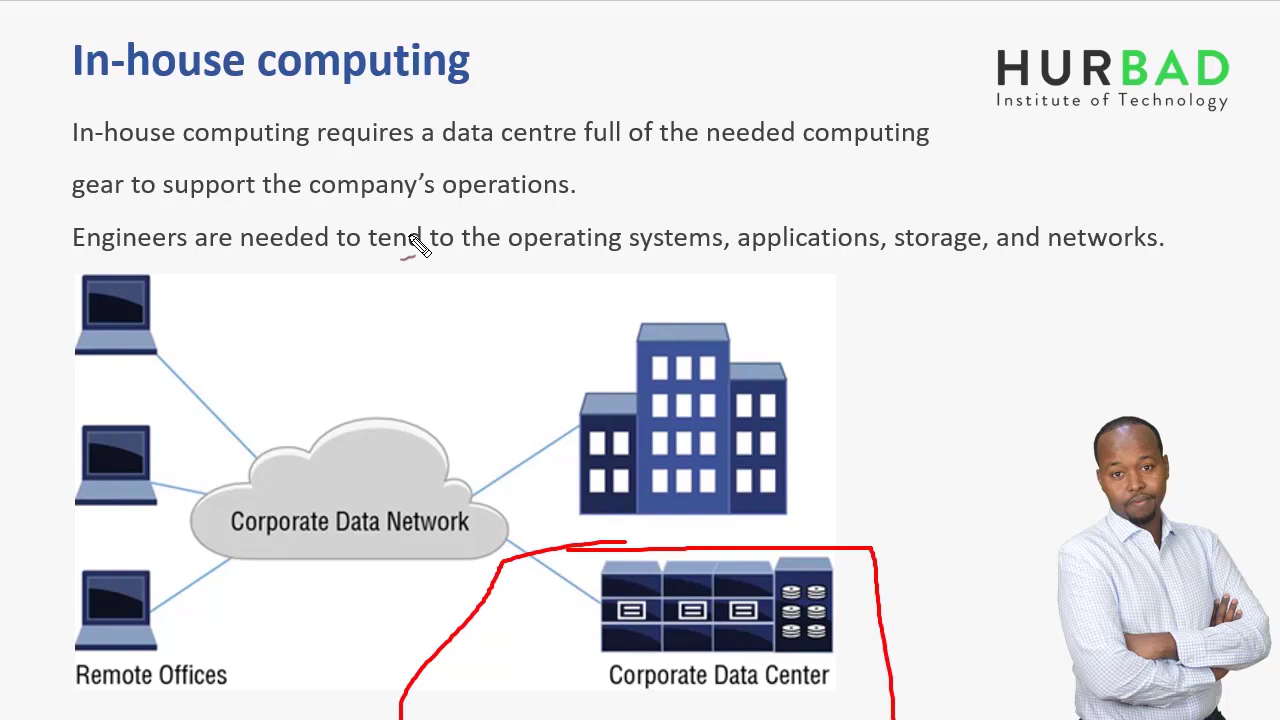 In-house computing
HURBAD
Institute of Technology
In-house computing requires a data centre full of the needed computing
gear to support the company’s operations.
Engineers are needed to tend to the operating systems, applications, storage, and networks.
Corporate Data Network
Remote Offices
Corporate Data Center